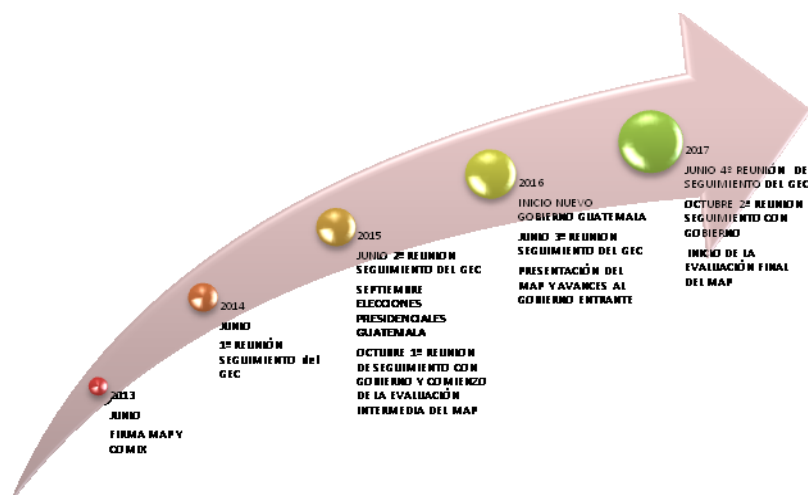 2013
JUNIO
FIRMA MAP Y
COMIX
2014
JUNIO
1ª REUNIÓN
SEGUIMIENTO del
GEC
2015
JUNIO 2ª REUNION
SEGUIMIENTO DEL GEC
SEPTIEMBRE
ELECCIONES
PRESIDENCIALES
GUATEMALA
OCTUBRE 1ª REUNION
DE SEGUIMIENTO CON
GOBIERNO Y COMIENZO
DE LA EVALUACIÓN
INTERMEDIA DEL MAP
2016
INICIO NUEVO
GOBIERNO GUATEMALA
JUNIO 3ª REUNION
SEGUIMIENTO DEL GEC
PRESENTACIÓN DEL
MAP Y AVANCES AL
GOBIERNO ENTRANTE
2017
JUNIO 4ª REUNIÓN DE
SEGUIMIENTO DEL GEC
OCTUBRE 2ª REUNION
SEGUIMIENTO CON
GOBIERNO
INICIO DE LA
EVALUACIÓN FINAL
DEL MAP